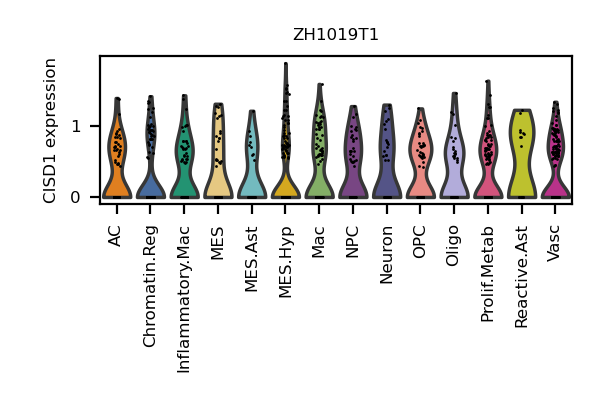 ZH1019T1
CISD1 expression
1
0
AC
Chromatin.Reg
Inflammatory.Mac
MES
MES.Ast
MES.Hyp
Mac
NPC
Neuron
OPC
Oligo
Prolif.Metab
Reactive.Ast
Vasc